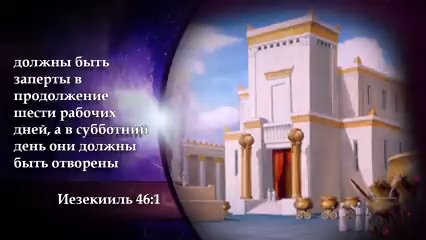 должны быть
заперты в
продолжение
шести рабочих
дней, а в субботний
день они должны
быть отворены
Иезекииль 46:1